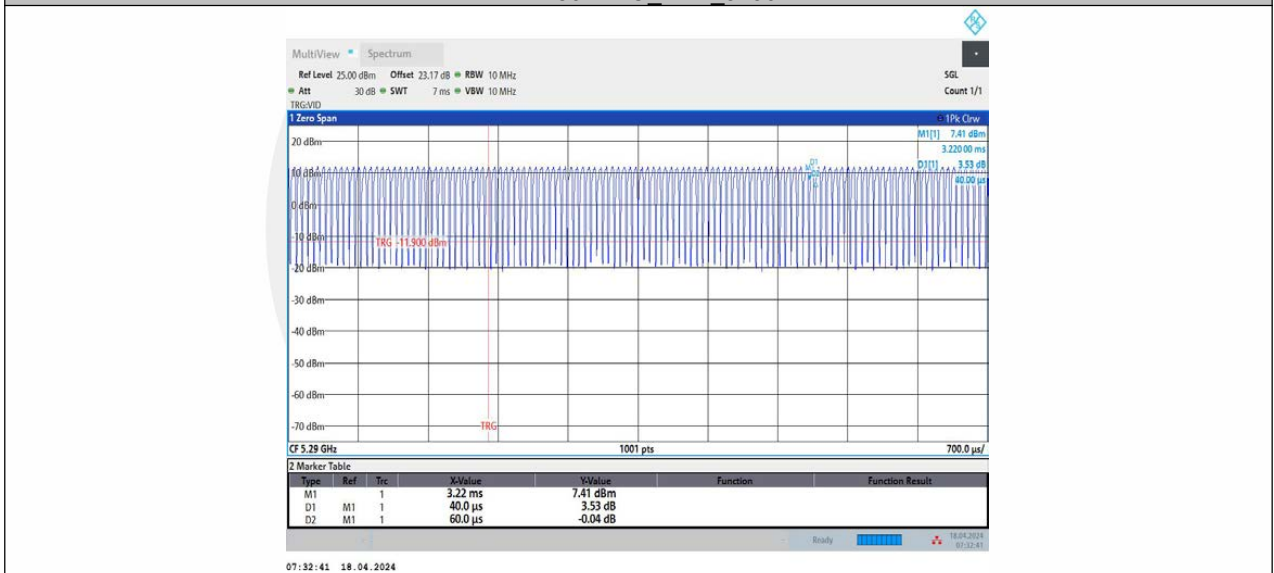 MultiView Spectrum
Ref Level 25.00 dBm Offset 23.17 dB RBW 10 MHz SGL
Att 30 dB SWT 7 ms VBW 10 MHz Count 1/1
TRG:VID
1 Zero Span 1Pk Clrw
M1[1] 7.41 dBm
20 dBm
3.220 00 ms
D1[1] 3.53 dB
10 dBm
40.00 µs
D1
M1
D2
0 dBm
-10 dBm
TRG -11.900 dBm
-20 dBm
-30 dBm
-40 dBm
-50 dBm
-60 dBm
-70 dBm
TRG
CF 5.29 GHz 1001 pts 700.0 µs/
2 Marker Table
Type Ref Trc X-Value Y-Value Function Function Result
M1 1 3.22 ms 7.41 dBm
D1 M1 1 40.0 µs 3.53 dB
D2 M1 1 60.0 µs -0.04 dB
Ready 18.04.2024
07:32:41
07:32:41 18.04.2024